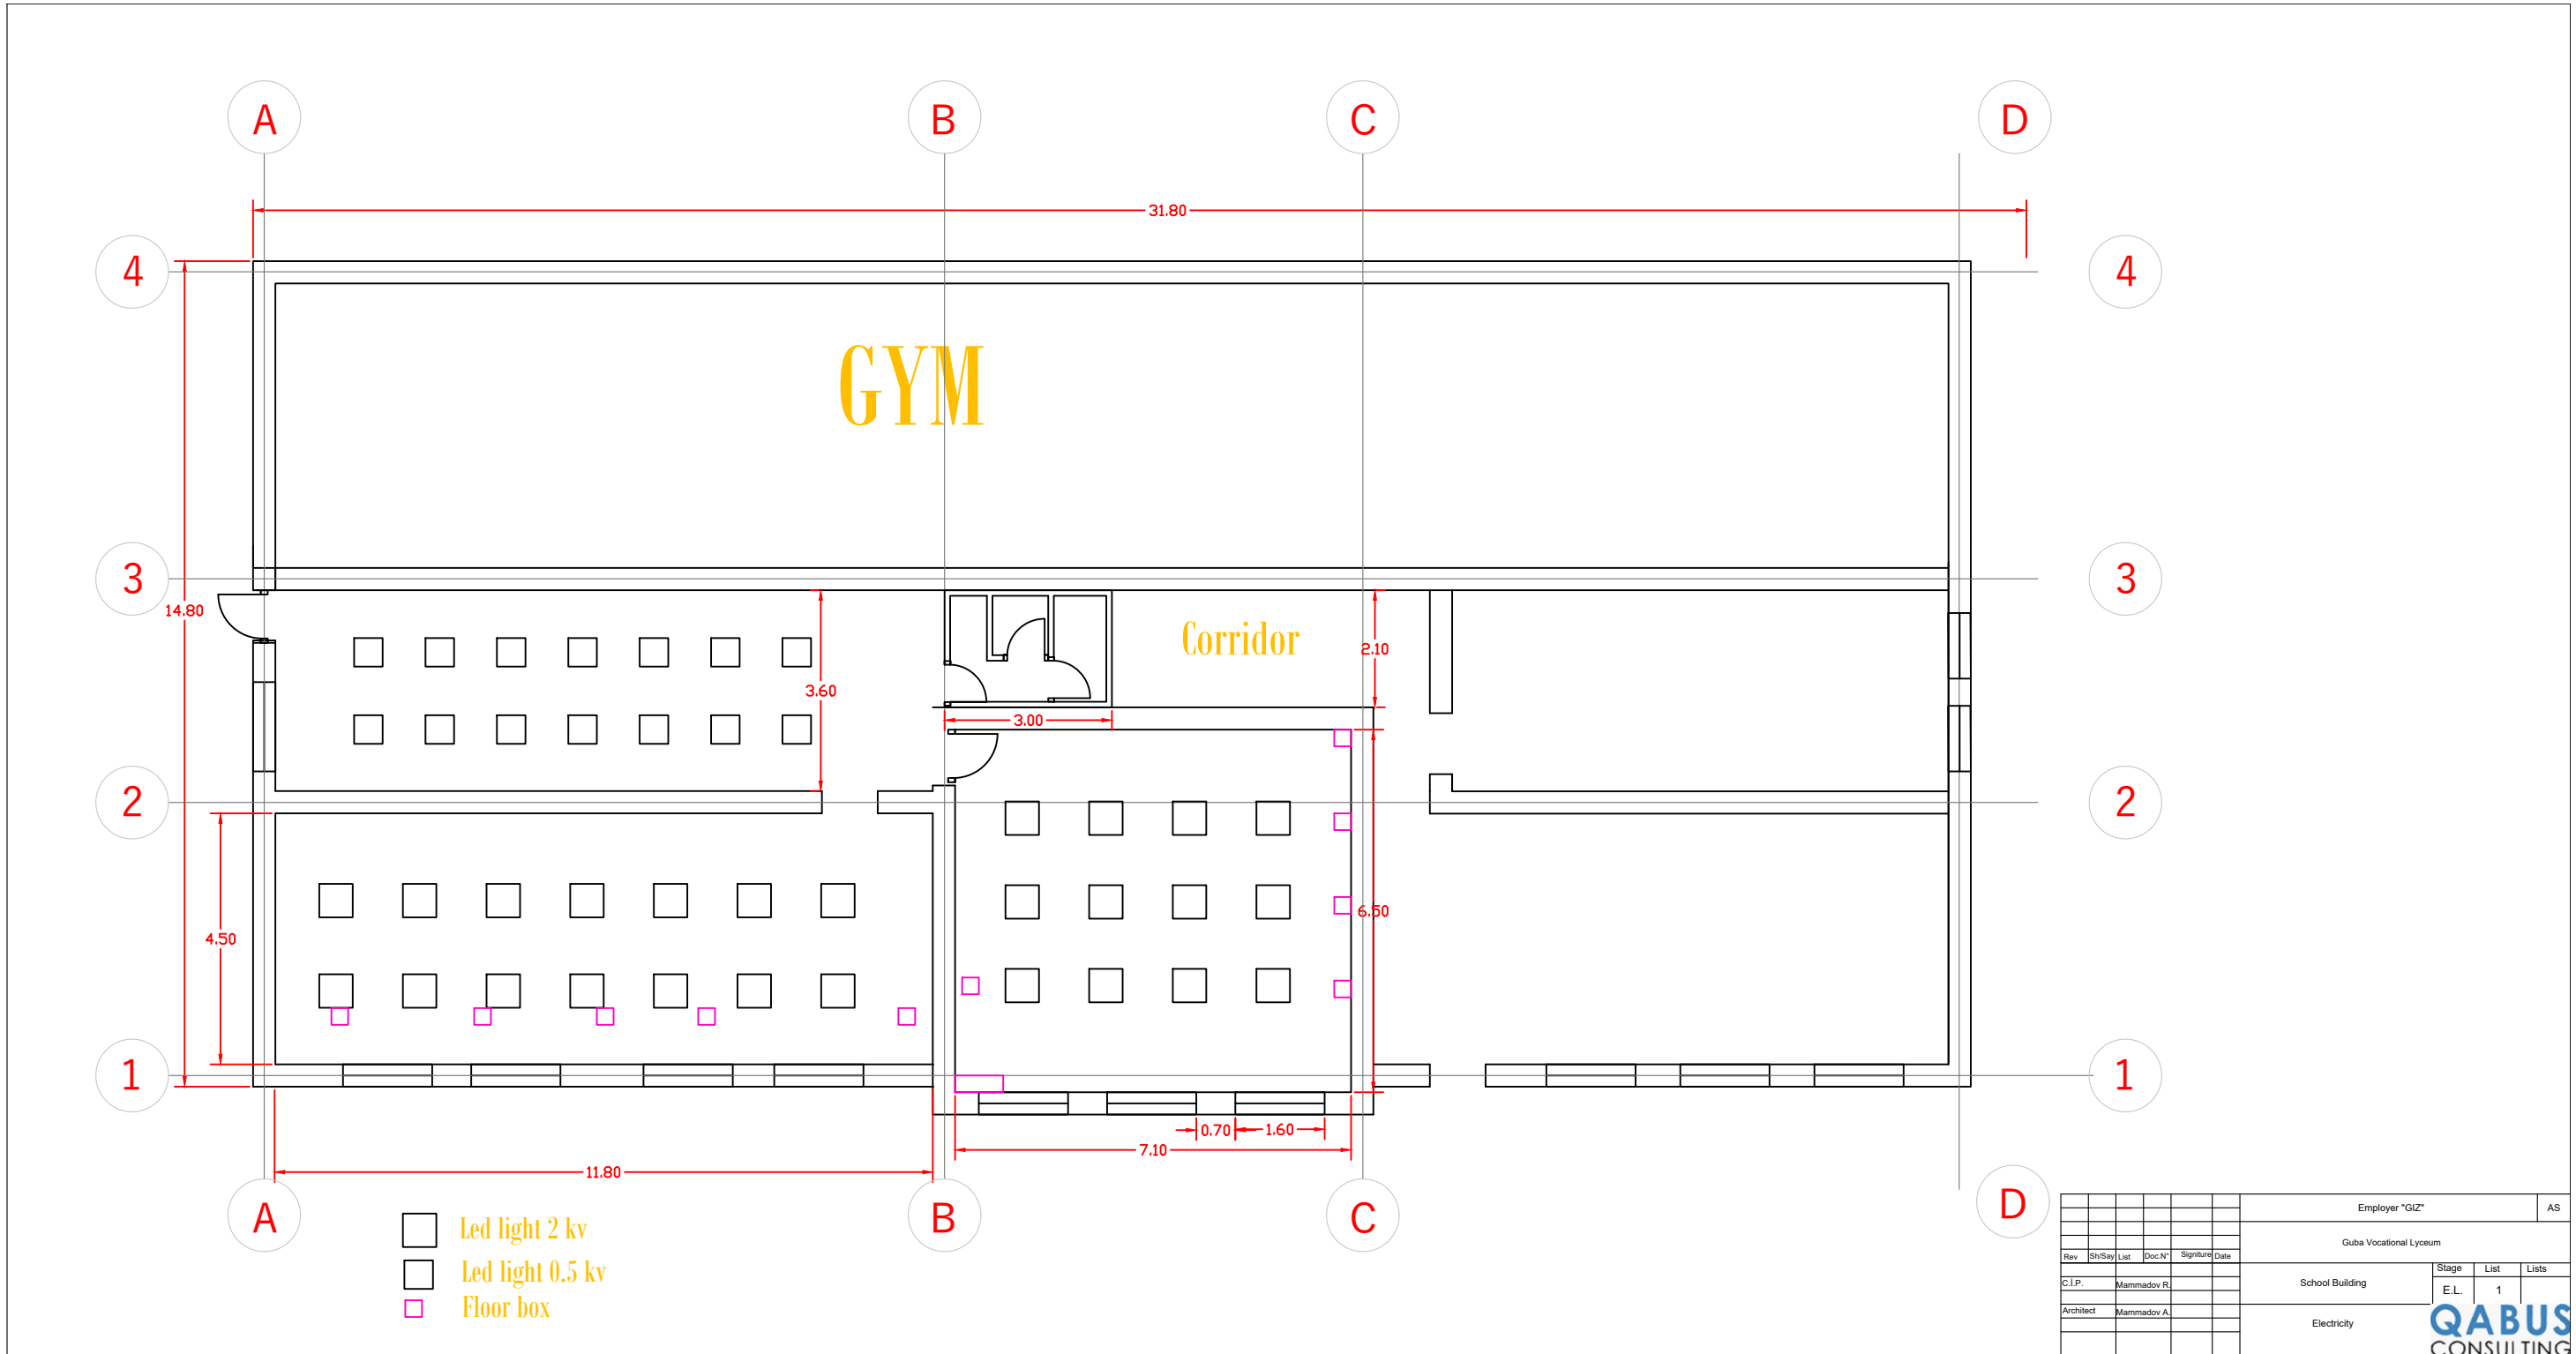 A B C D
31.80
4 4
GYM
3 3
14.80
Corridor
2.10
3.60
3.00
2 2
6.50
4.50
1 1
0.70 1.60
7.10
11.80
A B C D
Led light 2 kv
Led light 0.5 kv
Floor box
Employer "GIZ" AS
Guba Vocational Lyceum
Rev Sh/Say List Doc.N° Signiture Date
Stage List Lists
C.İ.P. Mammadov R. School Building
E.L. 1
Architect Mammadov A.
Electricity
QABUS
CONSULTING